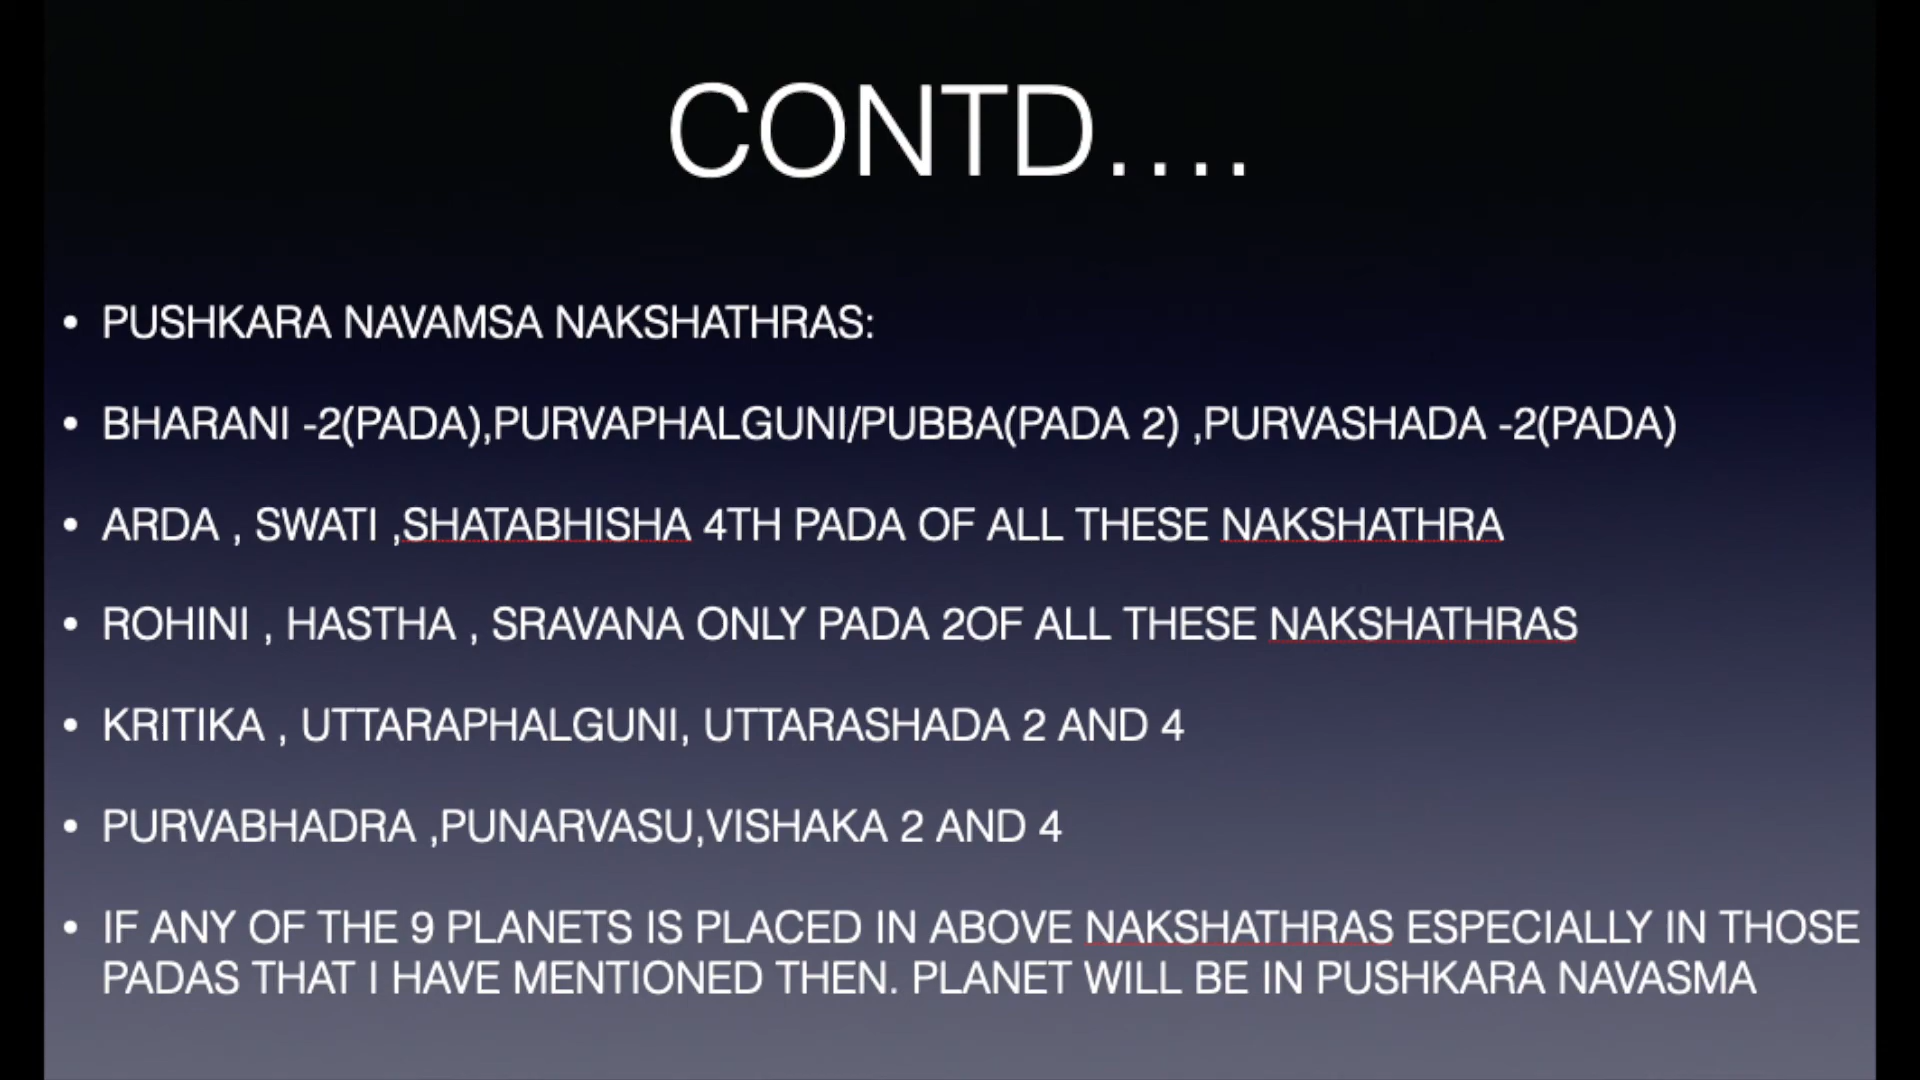 CONTD....
• PUSHKARA NAVAMSA NAKSHATHRAS:
• BHARANI -2(PADA),PURVAPHALGUNI/PUBBA(PADA 2) ,PURVASHADA -2(PADA)
• ARDA , SWATI ,SHATABHISHA 4TH PADA OF ALL THESE NAKSHATHRA
• ROHINI , HASTHA , SRAVANA ONLY PADA 2OF ALL THESE NAKSHATHRAS
• KRITIKA , UTTARAPHALGUNI, UTTARASHADA 2 AND 4
• PURVABHADRA ,PUNARVASU,VISHAKA 2 AND 4
• IF ANY OF THE 9 PLANETS IS PLACED IN ABOVE NAKSHATHRAS ESPECIALLY IN THOSE
PADAS THAT I HAVE MENTIONED THEN. PLANET WILL BE IN PUSHKARA NAVASMA